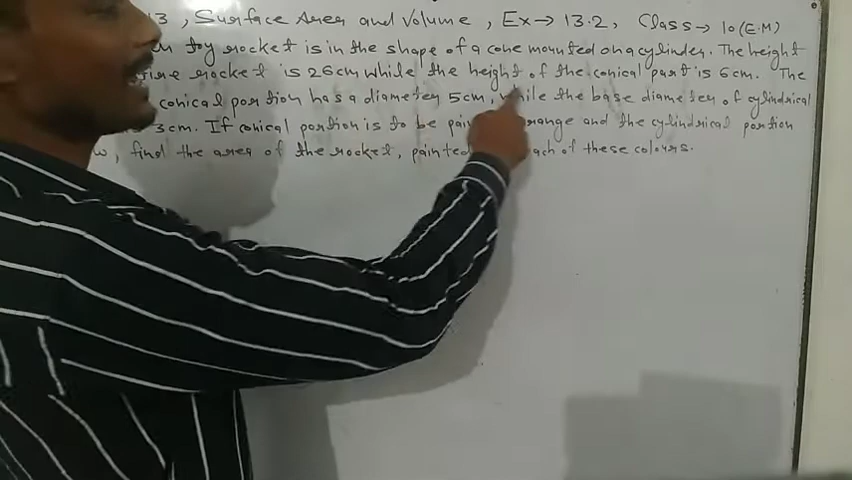 3, Surface Area and Volume, Ex→ 13.2, Class→ 10 (E.M)
toy rocket is in the shape of a cone mounted on a cylinder. The height
rocket is 26cm while the height of the conical part is 6cm. The
conical portion has a diameter 5cm, while the base diameter of cylindrical
3cm. If conical portion is to be orange and the cylindrical portion
find the area of the rocket, painted of these colours.